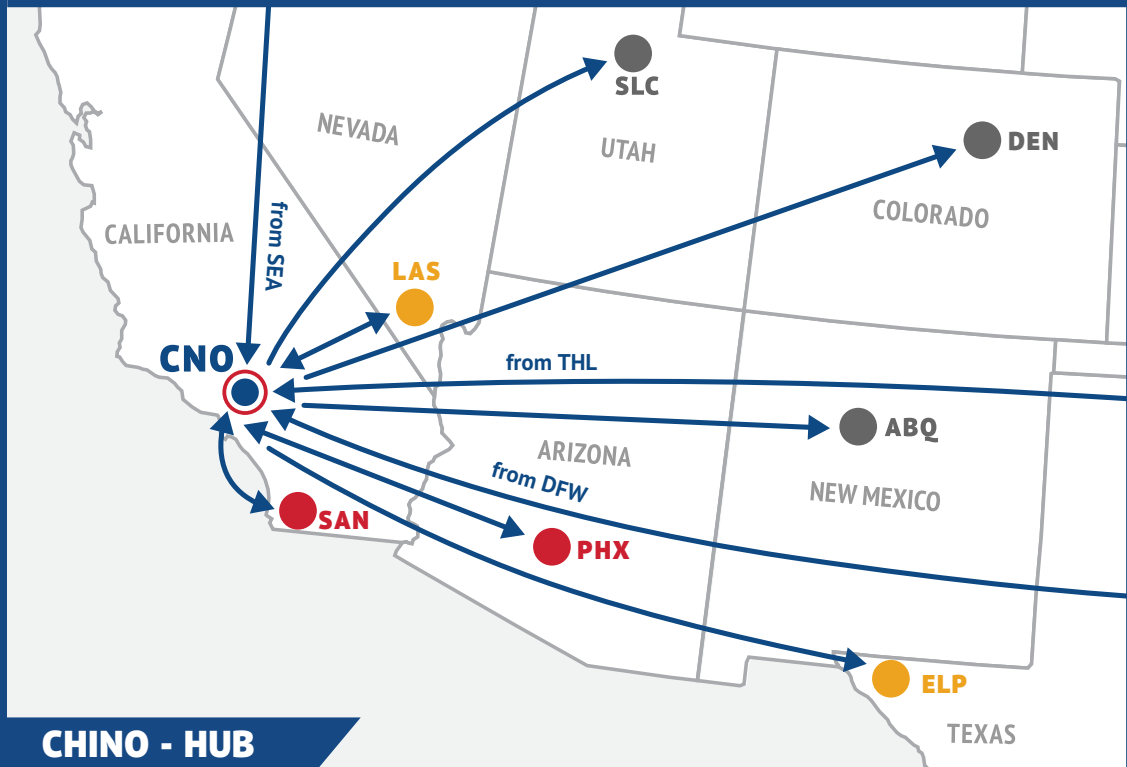 SLC
NEVADA
UTAH
DEN
COLORADO
CALIFORNIA
from SEA
LAS
CNO
from THL
ABQ
ARIZONA
from DFW
NEW MEXICO
SAN
PHX
ELP
TEXAS
CHINO - HUB